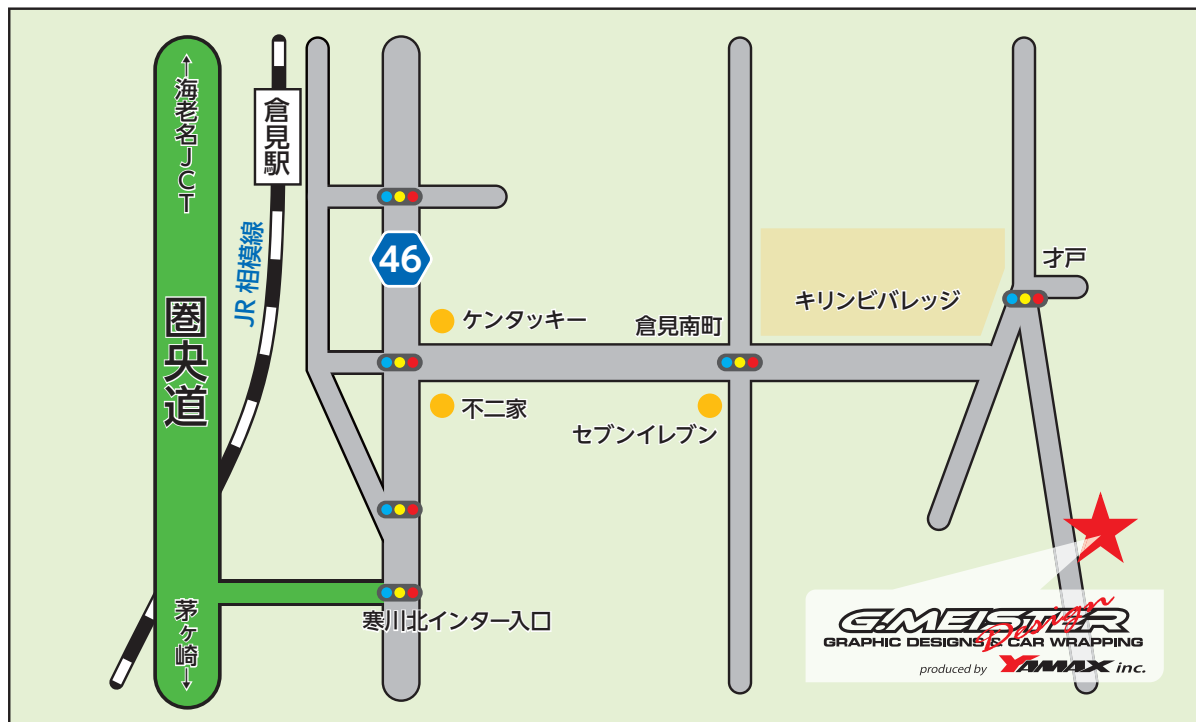 ←海老名JCT
倉見駅
JR 相模線
46
圏央道
ケンタッキー
不二家
倉見南町
セブンイレブン
キリンビバレッジ
才戸
茅ヶ崎→
寒川北インター入口
G.MEISTER
Design
GRAPHIC DESIGNS & CAR WRAPPING
produced by YAMAX inc.